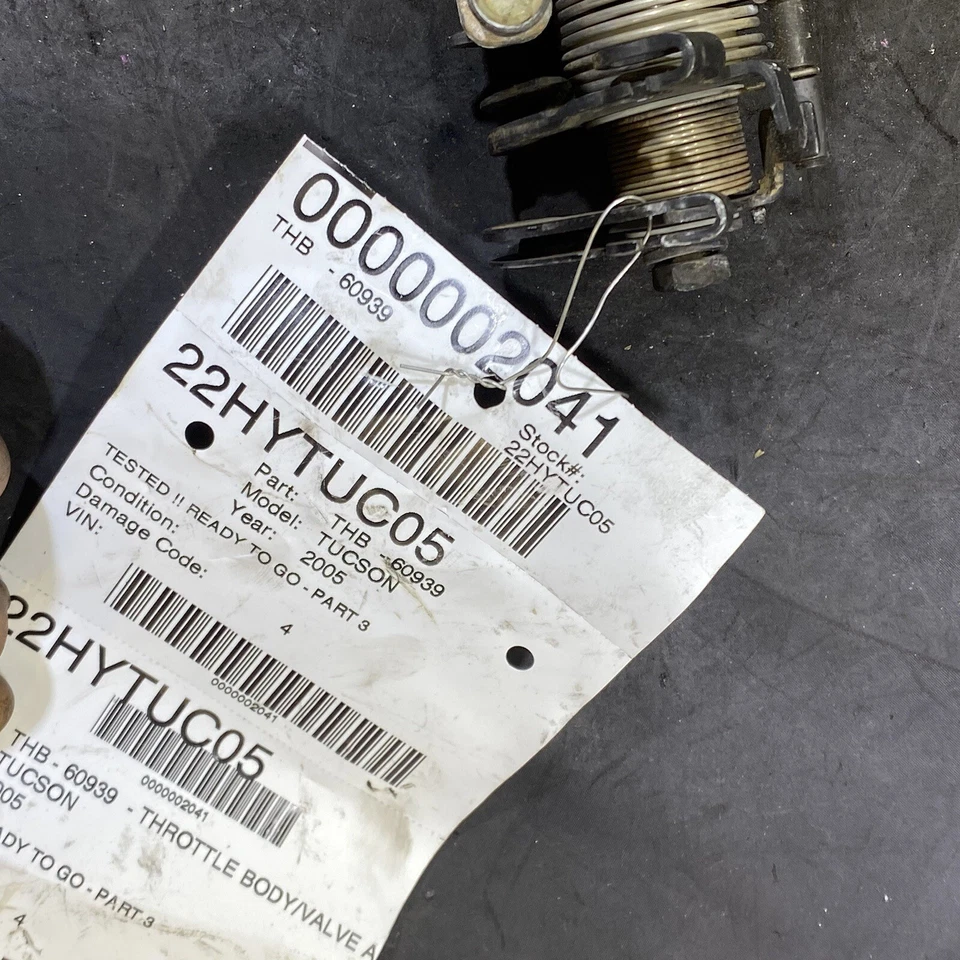 0000002041
THB - 60939
Stock#:
22HYTUC05
22HYTUC05
Part: THB - 60939
Model: TUCSON
Year: 2005
TESTED !! READY TO GO - PART 3
Condition: 4
Damage Code:
VIN:
0000002041
22HYTUC05
0000002041
THB - 60939 - THROTTLE BODY/VALVE A
TUCSON
005
ADY TO GO - PART 3
4